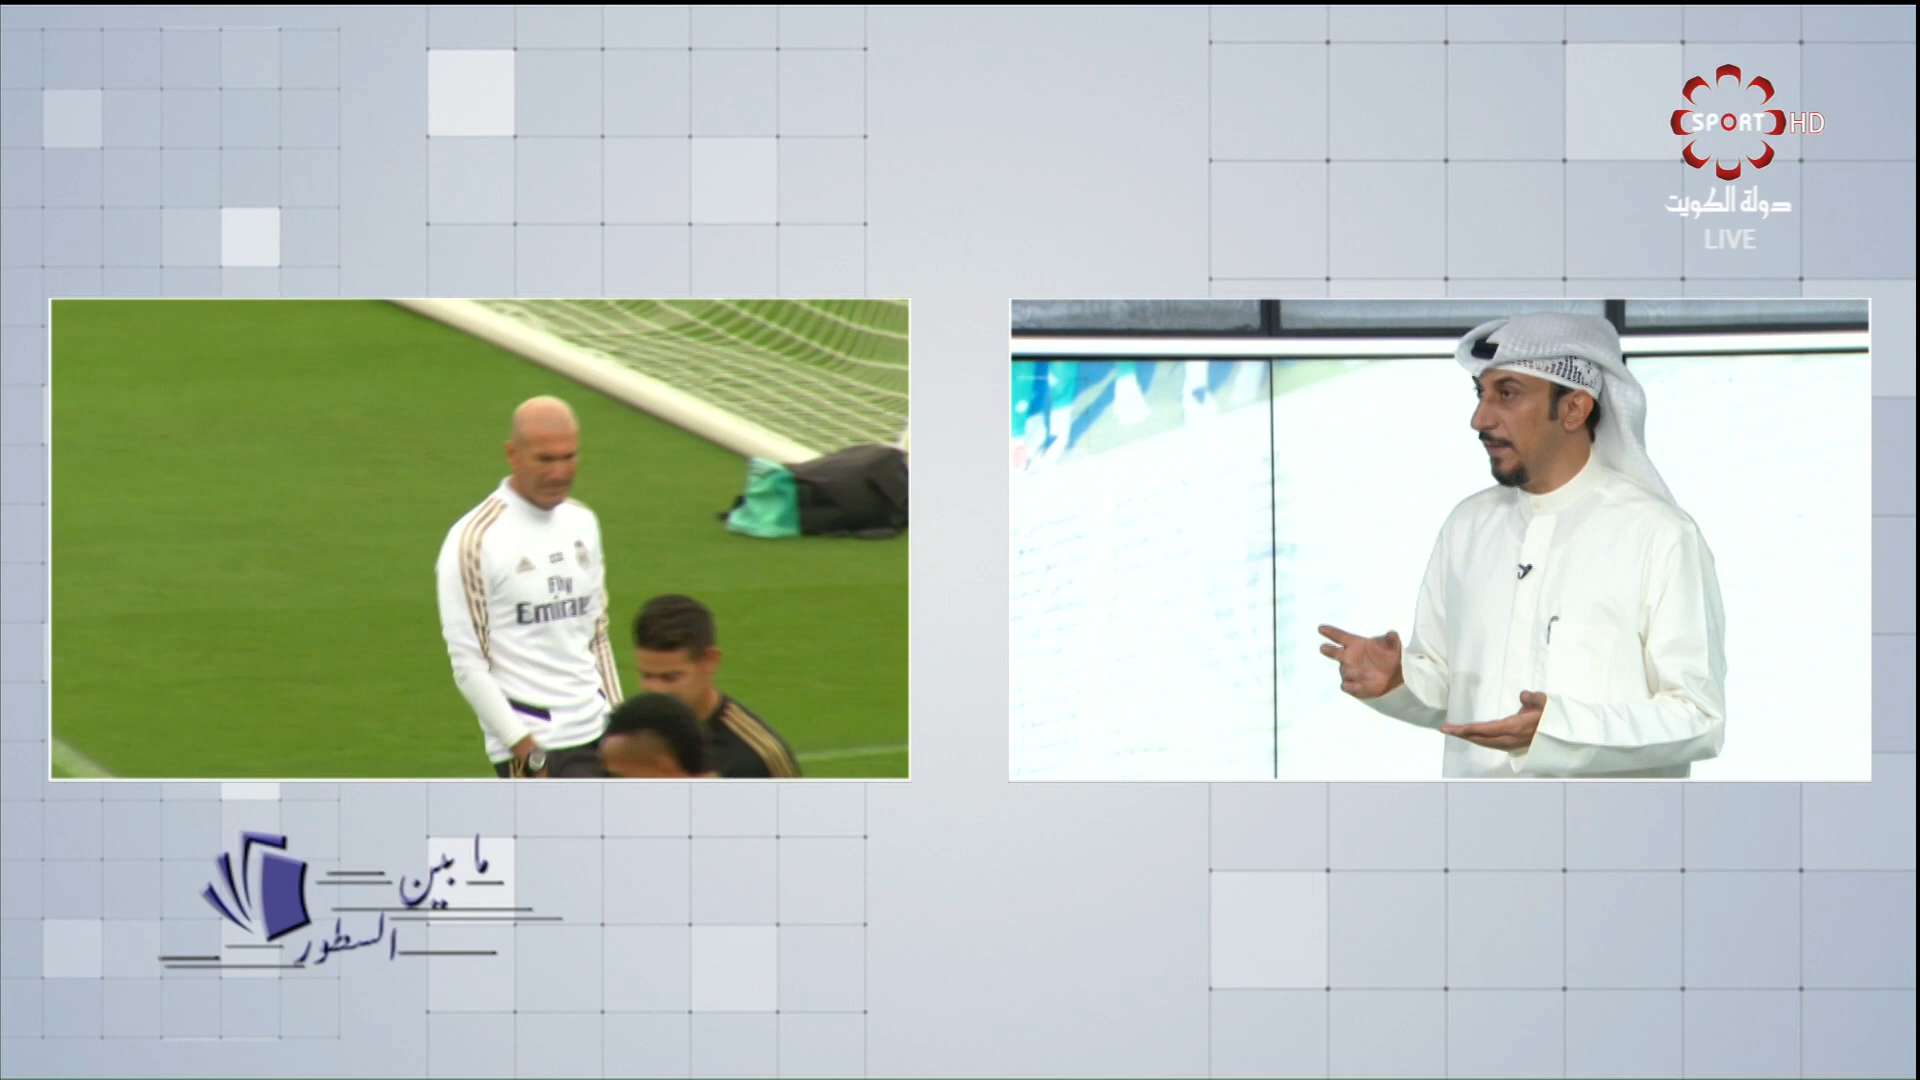 SPORT HD
دولة الكويت
LIVE
Fly
Emirates
ما بين
السطور